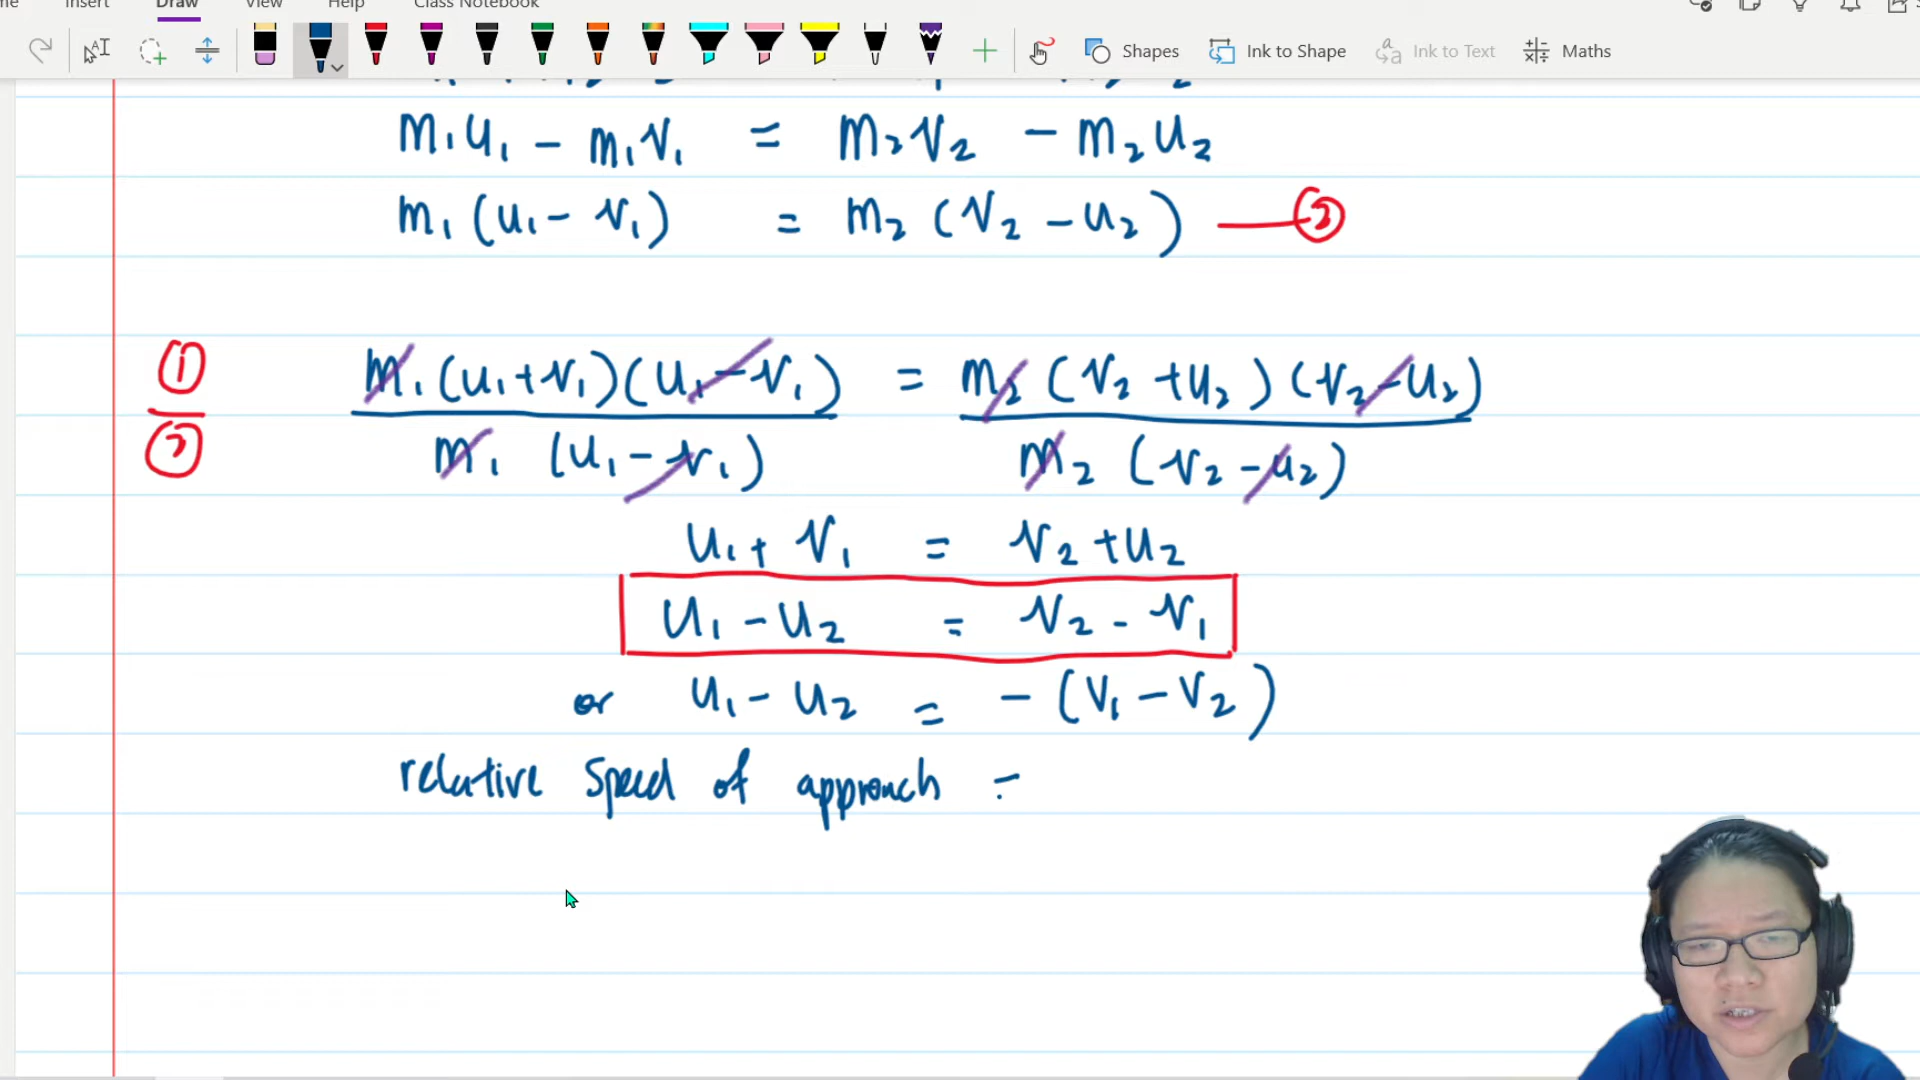 Insert Draw View Help Class Notebook
Shapes Ink to Shape Ink to Text Maths
m₁u₁ - m₁v₁ = m₂v₂ - m₂u₂
m₁(u₁ - v₁) = m₂(v₂ - u₂) — ②
① m₁(u₁+v₁)(u₁-v₁) = m₂(v₂+u₂)(v₂-u₂)
② m₁(u₁-v₁) m₂(v₂-u₂)
u₁ + v₁ = v₂ + u₂
u₁ - u₂ = v₂ - v₁
or u₁ - u₂ = -(v₁ - v₂)
relative speed of approach =